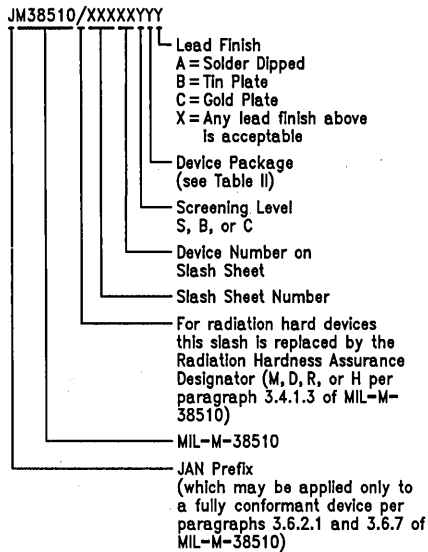 JM38510/XXXXXYYY
Lead Finish
A = Solder Dipped
B = Tin Plate
C = Gold Plate
X = Any lead finish above
is acceptable
Device Package
(see Table II)
Screening Level
S, B, or C
Device Number on
Slash Sheet
Slash Sheet Number
For radiation hard devices
this slash is replaced by the
Radiation Hardness Assurance
Designator (M, D, R, or H per
paragraph 3.4.1.3 of MIL-M-
38510)
MIL-M-38510
JAN Prefix
(which may be applied only to
a fully conformant device per
paragraphs 3.6.2.1 and 3.6.7 of
MIL-M-38510)